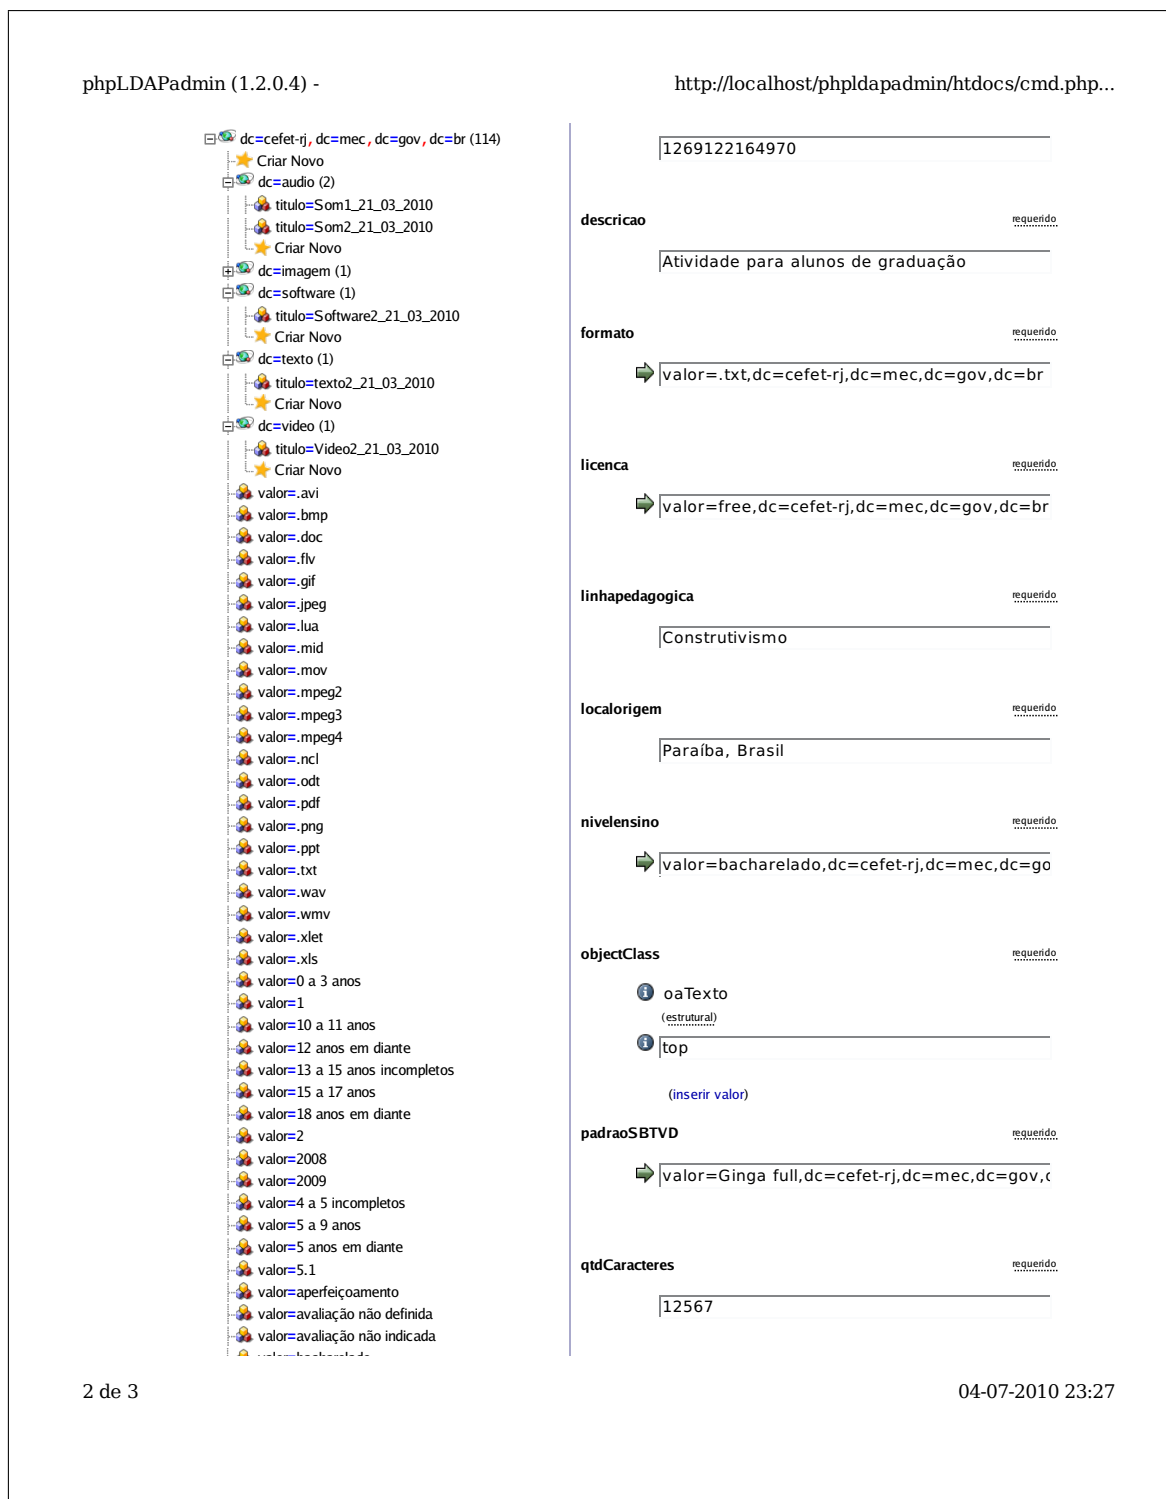 phpLDAPadmin (1.2.0.4) -
http://localhost/phpldapadmin/htdocs/cmd.php...
dc=cefet-rj, dc=mec, dc=gov, dc=br (114)
Criar Novo
dc=audio (2)
titulo=Som1_21_03_2010
titulo=Som2_21_03_2010
Criar Novo
dc=imagem (1)
dc=software (1)
titulo=Software2_21_03_2010
Criar Novo
dc=texto (1)
titulo=texto2_21_03_2010
Criar Novo
dc=video (1)
titulo=Video2_21_03_2010
Criar Novo
valor=.avi
valor=.bmp
valor=.doc
valor=.flv
valor=.gif
valor=.jpeg
valor=.lua
valor=.mid
valor=.mov
valor=.mpeg2
valor=.mpeg3
valor=.mpeg4
valor=.ncl
valor=.odt
valor=.pdf
valor=.png
valor=.ppt
valor=.txt
valor=.wav
valor=.wmv
valor=.xlet
valor=.xls
valor=0 a 3 anos
valor=1
valor=10 a 11 anos
valor=12 anos em diante
valor=13 a 15 anos incompletos
valor=15 a 17 anos
valor=18 anos em diante
valor=2
valor=2008
valor=2009
valor=4 a 5 incompletos
valor=5 a 9 anos
valor=5 anos em diante
valor=5.1
valor=aperfeiçoamento
valor=avaliação não definida
valor=avaliação não indicada
1269122164970
descricao
requerido
Atividade para alunos de graduação
formato
requerido
valor=.txt,dc=cefet-rj,dc=mec,dc=gov,dc=br
licenca
requerido
valor=free,dc=cefet-rj,dc=mec,dc=gov,dc=br
linhapedagogica
requerido
Construtivismo
localorigem
requerido
Paraíba, Brasil
nivelensino
requerido
valor=bacharelado,dc=cefet-rj,dc=mec,dc=go
objectClass
requerido
oaTexto
(estrutural)
top
(inserir valor)
padraoSBTVD
requerido
valor=Ginga full,dc=cefet-rj,dc=mec,dc=gov,
qtdCaracteres
requerido
12567
2 de 3
04-07-2010 23:27